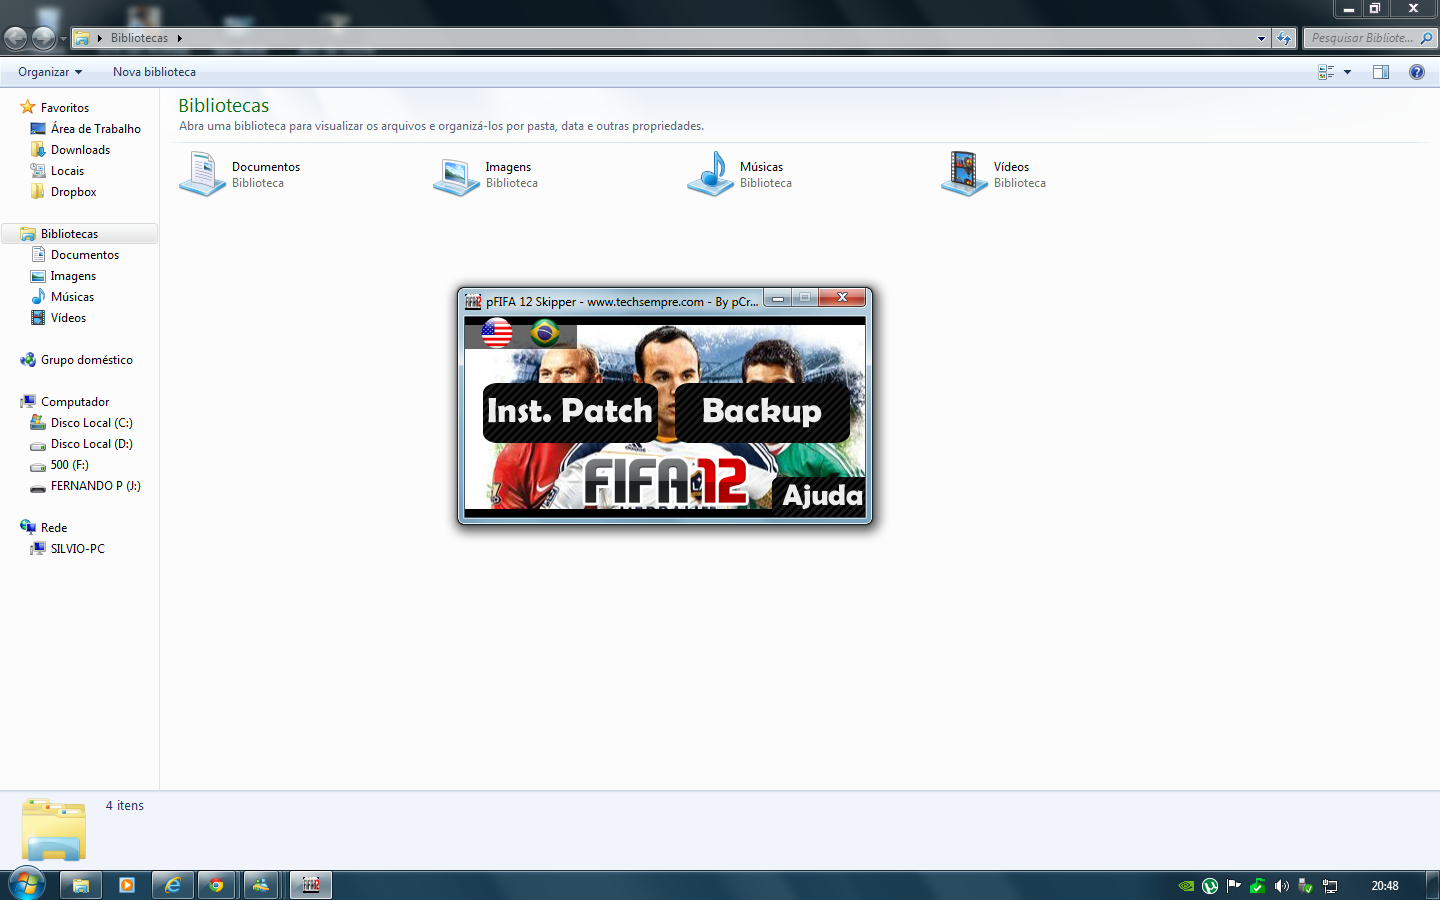 Bibliotecas
Pesquisar Bibliote...
Organizar
Nova biblioteca
Favoritos
Área de Trabalho
Downloads
Locais
Dropbox
Bibliotecas
Documentos
Imagens
Músicas
Vídeos
Grupo doméstico
Computador
Disco Local (C:)
Disco Local (D:)
500 (F:)
FERNANDO P (J:)
Rede
SILVIO-PC
Bibliotecas
Abra uma biblioteca para visualizar os arquivos e organizá-los por pasta, data e outras propriedades.
Documentos
Biblioteca
Imagens
Biblioteca
Músicas
Biblioteca
Vídeos
Biblioteca
pFIFA 12 Skipper - www.techsempre.com - By pCr...
Inst. Patch
Backup
FIFA 12
Ajuda
4 itens
20:48